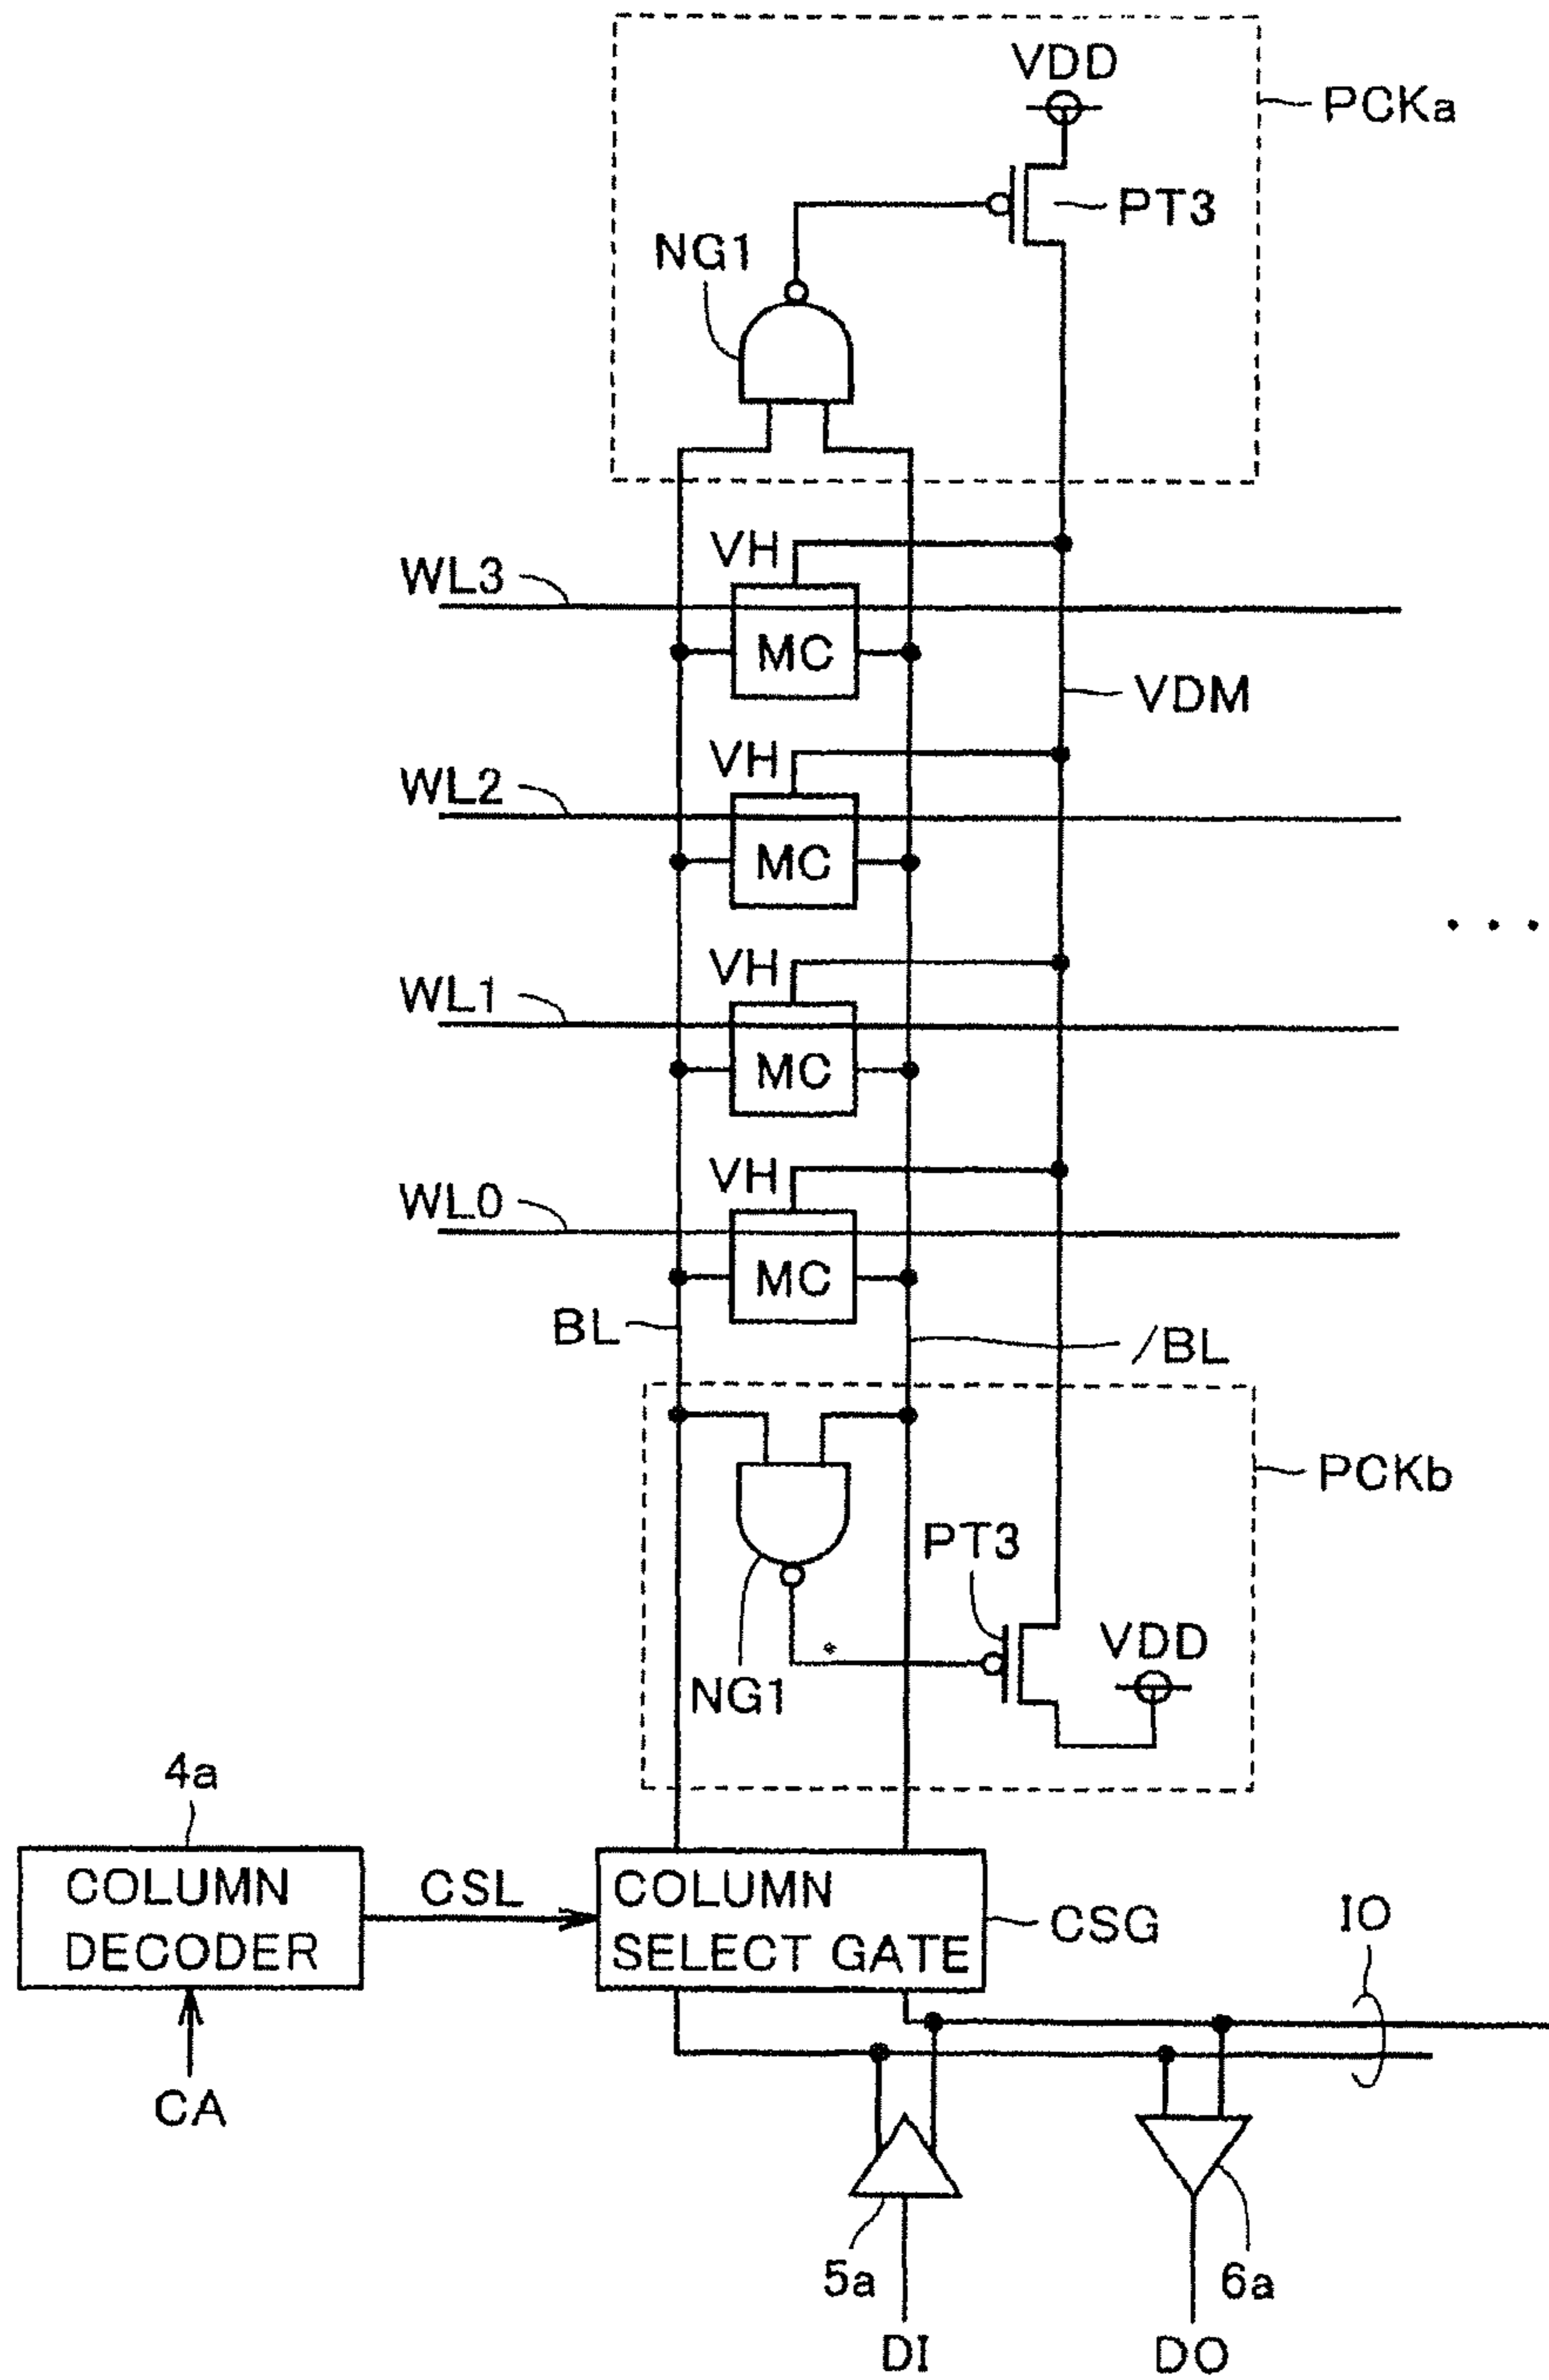 VDD
PCKa
PT3
NG1
VH
WL3
MC
VDM
VH
WL2
MC
VH
WL1
MC
VH
WL0
MC
BL
/BL
PCKb
PT3
VDD
NG1
4a
COLUMN
DECODER
CSL
COLUMN
SELECT GATE
CSG
IO
CA
5a
6a
DI
DO